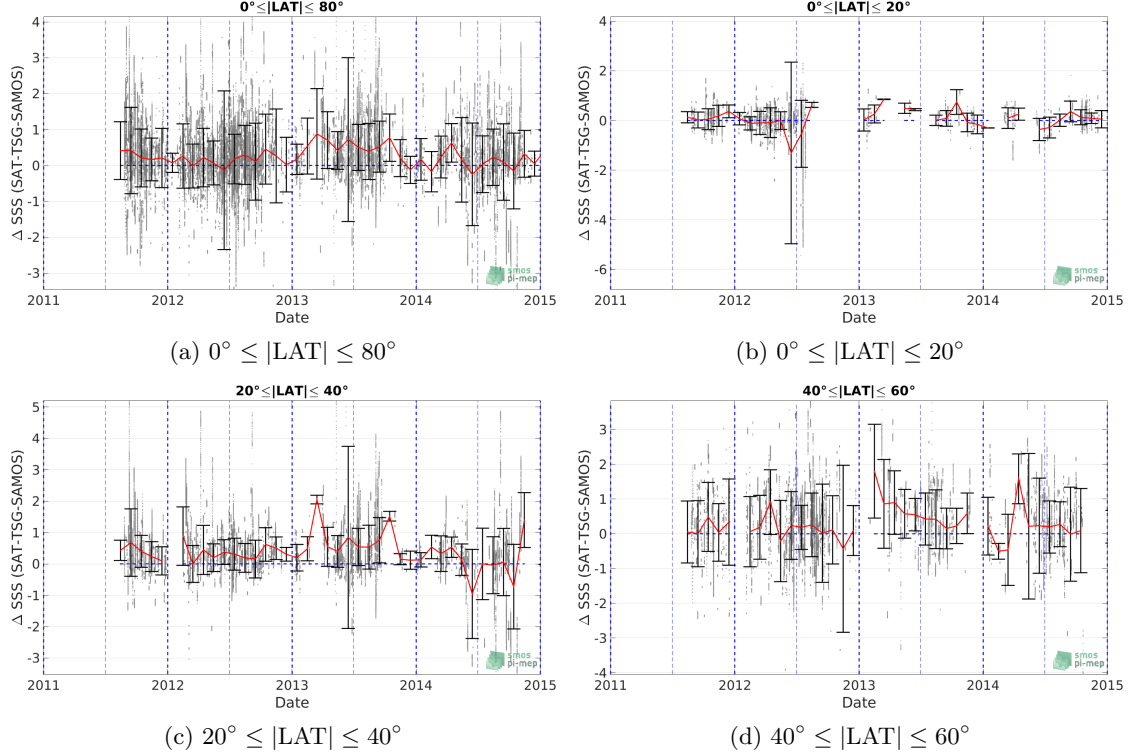 0°≤|LAT|≤ 80°
Δ SSS (SAT-TSG-SAMOS)
4
3
2
1
0
-1
-2
-3
2011
2012
2013
2014
2015
Date
smos
pi-mep
(a) 0° ≤ |LAT| ≤ 80°
0°≤|LAT|≤ 20°
Δ SSS (SAT-TSG-SAMOS)
4
2
0
-2
-4
-6
2011
2012
2013
2014
2015
Date
smos
pi-mep
(b) 0° ≤ |LAT| ≤ 20°
20°≤|LAT|≤ 40°
Δ SSS (SAT-TSG-SAMOS)
5
4
3
2
1
0
-1
-2
-3
2011
2012
2013
2014
2015
Date
smos
pi-mep
(c) 20° ≤ |LAT| ≤ 40°
40°≤|LAT|≤ 60°
Δ SSS (SAT-TSG-SAMOS)
3
2
1
0
-1
-2
-3
-4
2011
2012
2013
2014
2015
Date
smos
pi-mep
(d) 40° ≤ |LAT| ≤ 60°